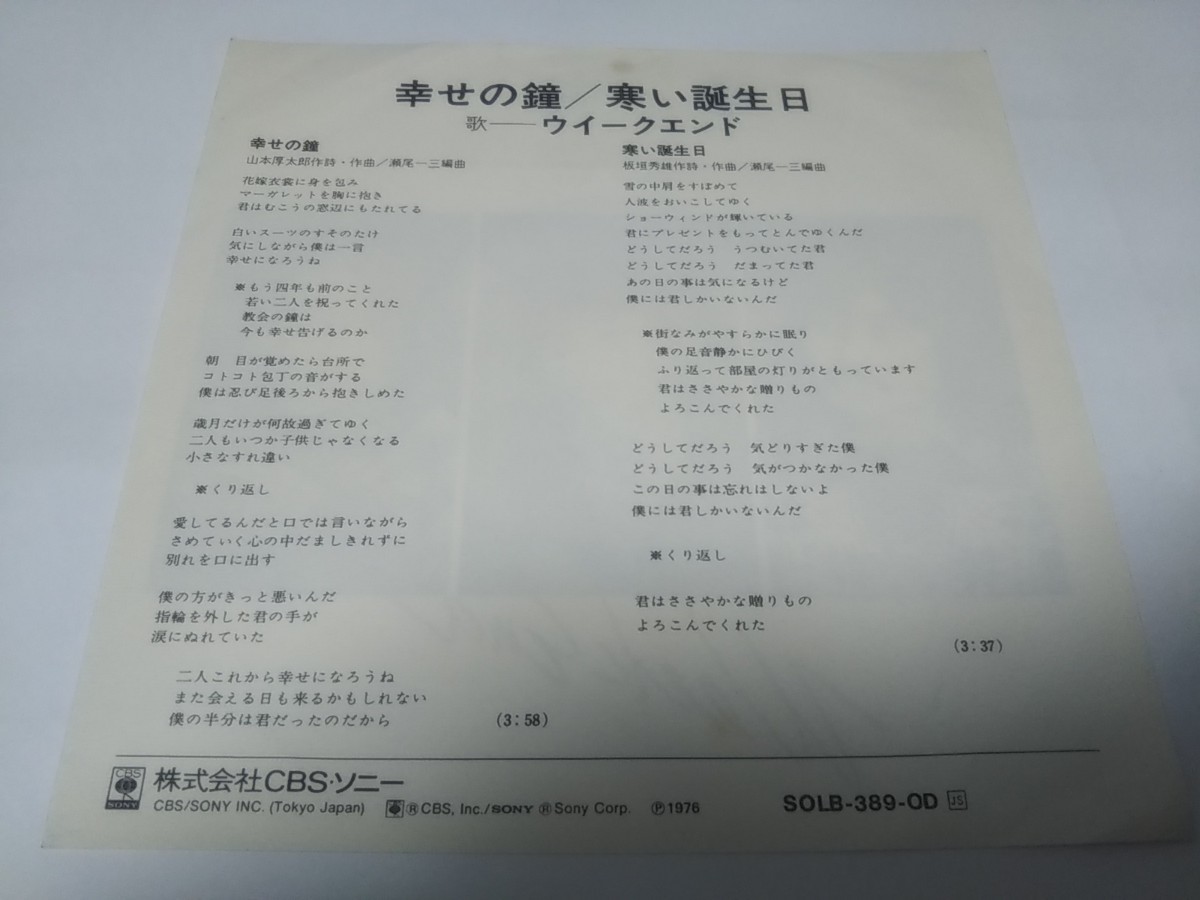 幸せの鐘／寒い誕生日
歌──ウイークエンド
幸せの鐘
山本厚太郎作詩・作曲／瀬尾一三編曲
花嫁衣裳に身を包み
マーガレットを胸に抱き
君はむこうの窓辺にもたれてる
白いスーツのすそのたけ
気にしながら僕は一言
幸せになろうね
※もう四年も前のこと
若い二人を祝ってくれた
教会の鐘は
今も幸せ告げるのか
朝　目が覚めたら台所で
コトコト包丁の音がする
僕は忍び足後ろから抱きしめた
歳月だけが何故過ぎてゆく
二人もいつか子供じゃなくなる
小さなすれ違い
※くり返し
愛してるんだと口では言いながら
さめていく心の中だましきれずに
別れを口に出す
僕の方がきっと悪いんだ
指輪を外した君の手が
涙にぬれていた
二人これから幸せになろうね
また会える日も来るかもしれない
僕の半分は君だったのだから
(3:58)
寒い誕生日
板垣秀雄作詩・作曲／瀬尾一三編曲
雪の中肩をすぼめて
人波をおいこしてゆく
ショーウィンドが輝いている
君にプレゼントをもってとんでゆくんだ
どうしてだろう　うつむいてた君
どうしてだろう　だまってた君
あの日の事は気になるけど
僕には君しかいないんだ
※街なみがやすらかに眠り
僕の足音静かにひびく
ふり返って部屋の灯りがともっています
君はささやかな贈りもの
よろこんでくれた
どうしてだろう　気どりすぎた僕
どうしてだろう　気がつかなかった僕
この日の事は忘れはしないよ
僕には君しかいないんだ
※くり返し
君はささやかな贈りもの
よろこんでくれた
(3:37)
CBS
SONY
株式会社CBS・ソニー
CBS/SONY INC. (Tokyo Japan)
ⓇCBS, Inc./SONY ⓇSony Corp. Ⓟ1976
SOLB-389-OD
JS